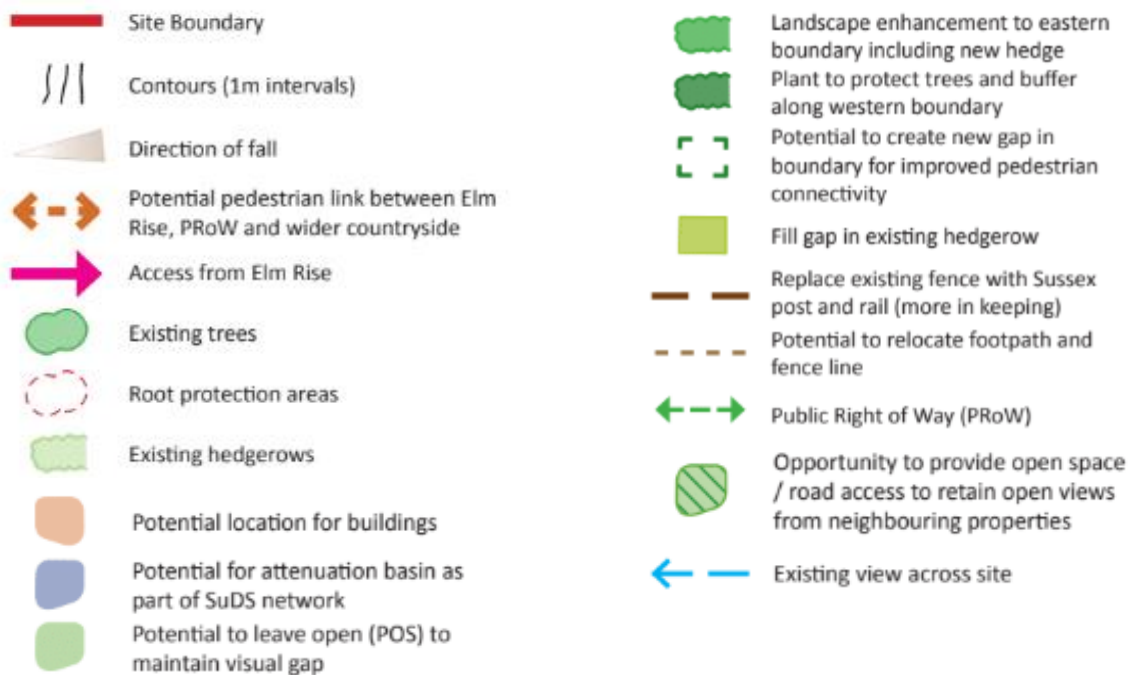 Site Boundary
Contours (1m intervals)
Direction of fall
Potential pedestrian link between Elm
Rise, PRoW and wider countryside
Access from Elm Rise
Existing trees
Root protection areas
Existing hedgerows
Potential location for buildings
Potential for attenuation basin as
part of SuDS network
Potential to leave open (POS) to
maintain visual gap
Landscape enhancement to eastern
boundary including new hedge
Plant to protect trees and buffer
along western boundary
Potential to create new gap in
boundary for improved pedestrian
connectivity
Fill gap in existing hedgerow
Replace existing fence with Sussex
post and rail (more in keeping)
Potential to relocate footpath and
fence line
Public Right of Way (PRoW)
Opportunity to provide open space
/ road access to retain open views
from neighbouring properties
Existing view across site